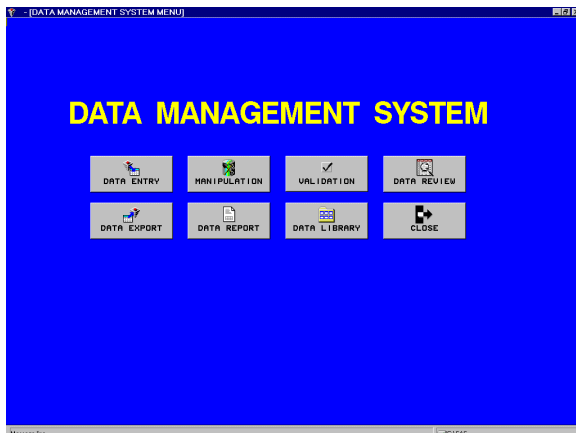 - [DATA MANAGEMENT SYSTEM MENU]
DATA MANAGEMENT SYSTEM
DATA ENTRY
MANIPULATION
VALIDATION
DATA REVIEW
DATA EXPORT
DATA REPORT
DATA LIBRARY
CLOSE